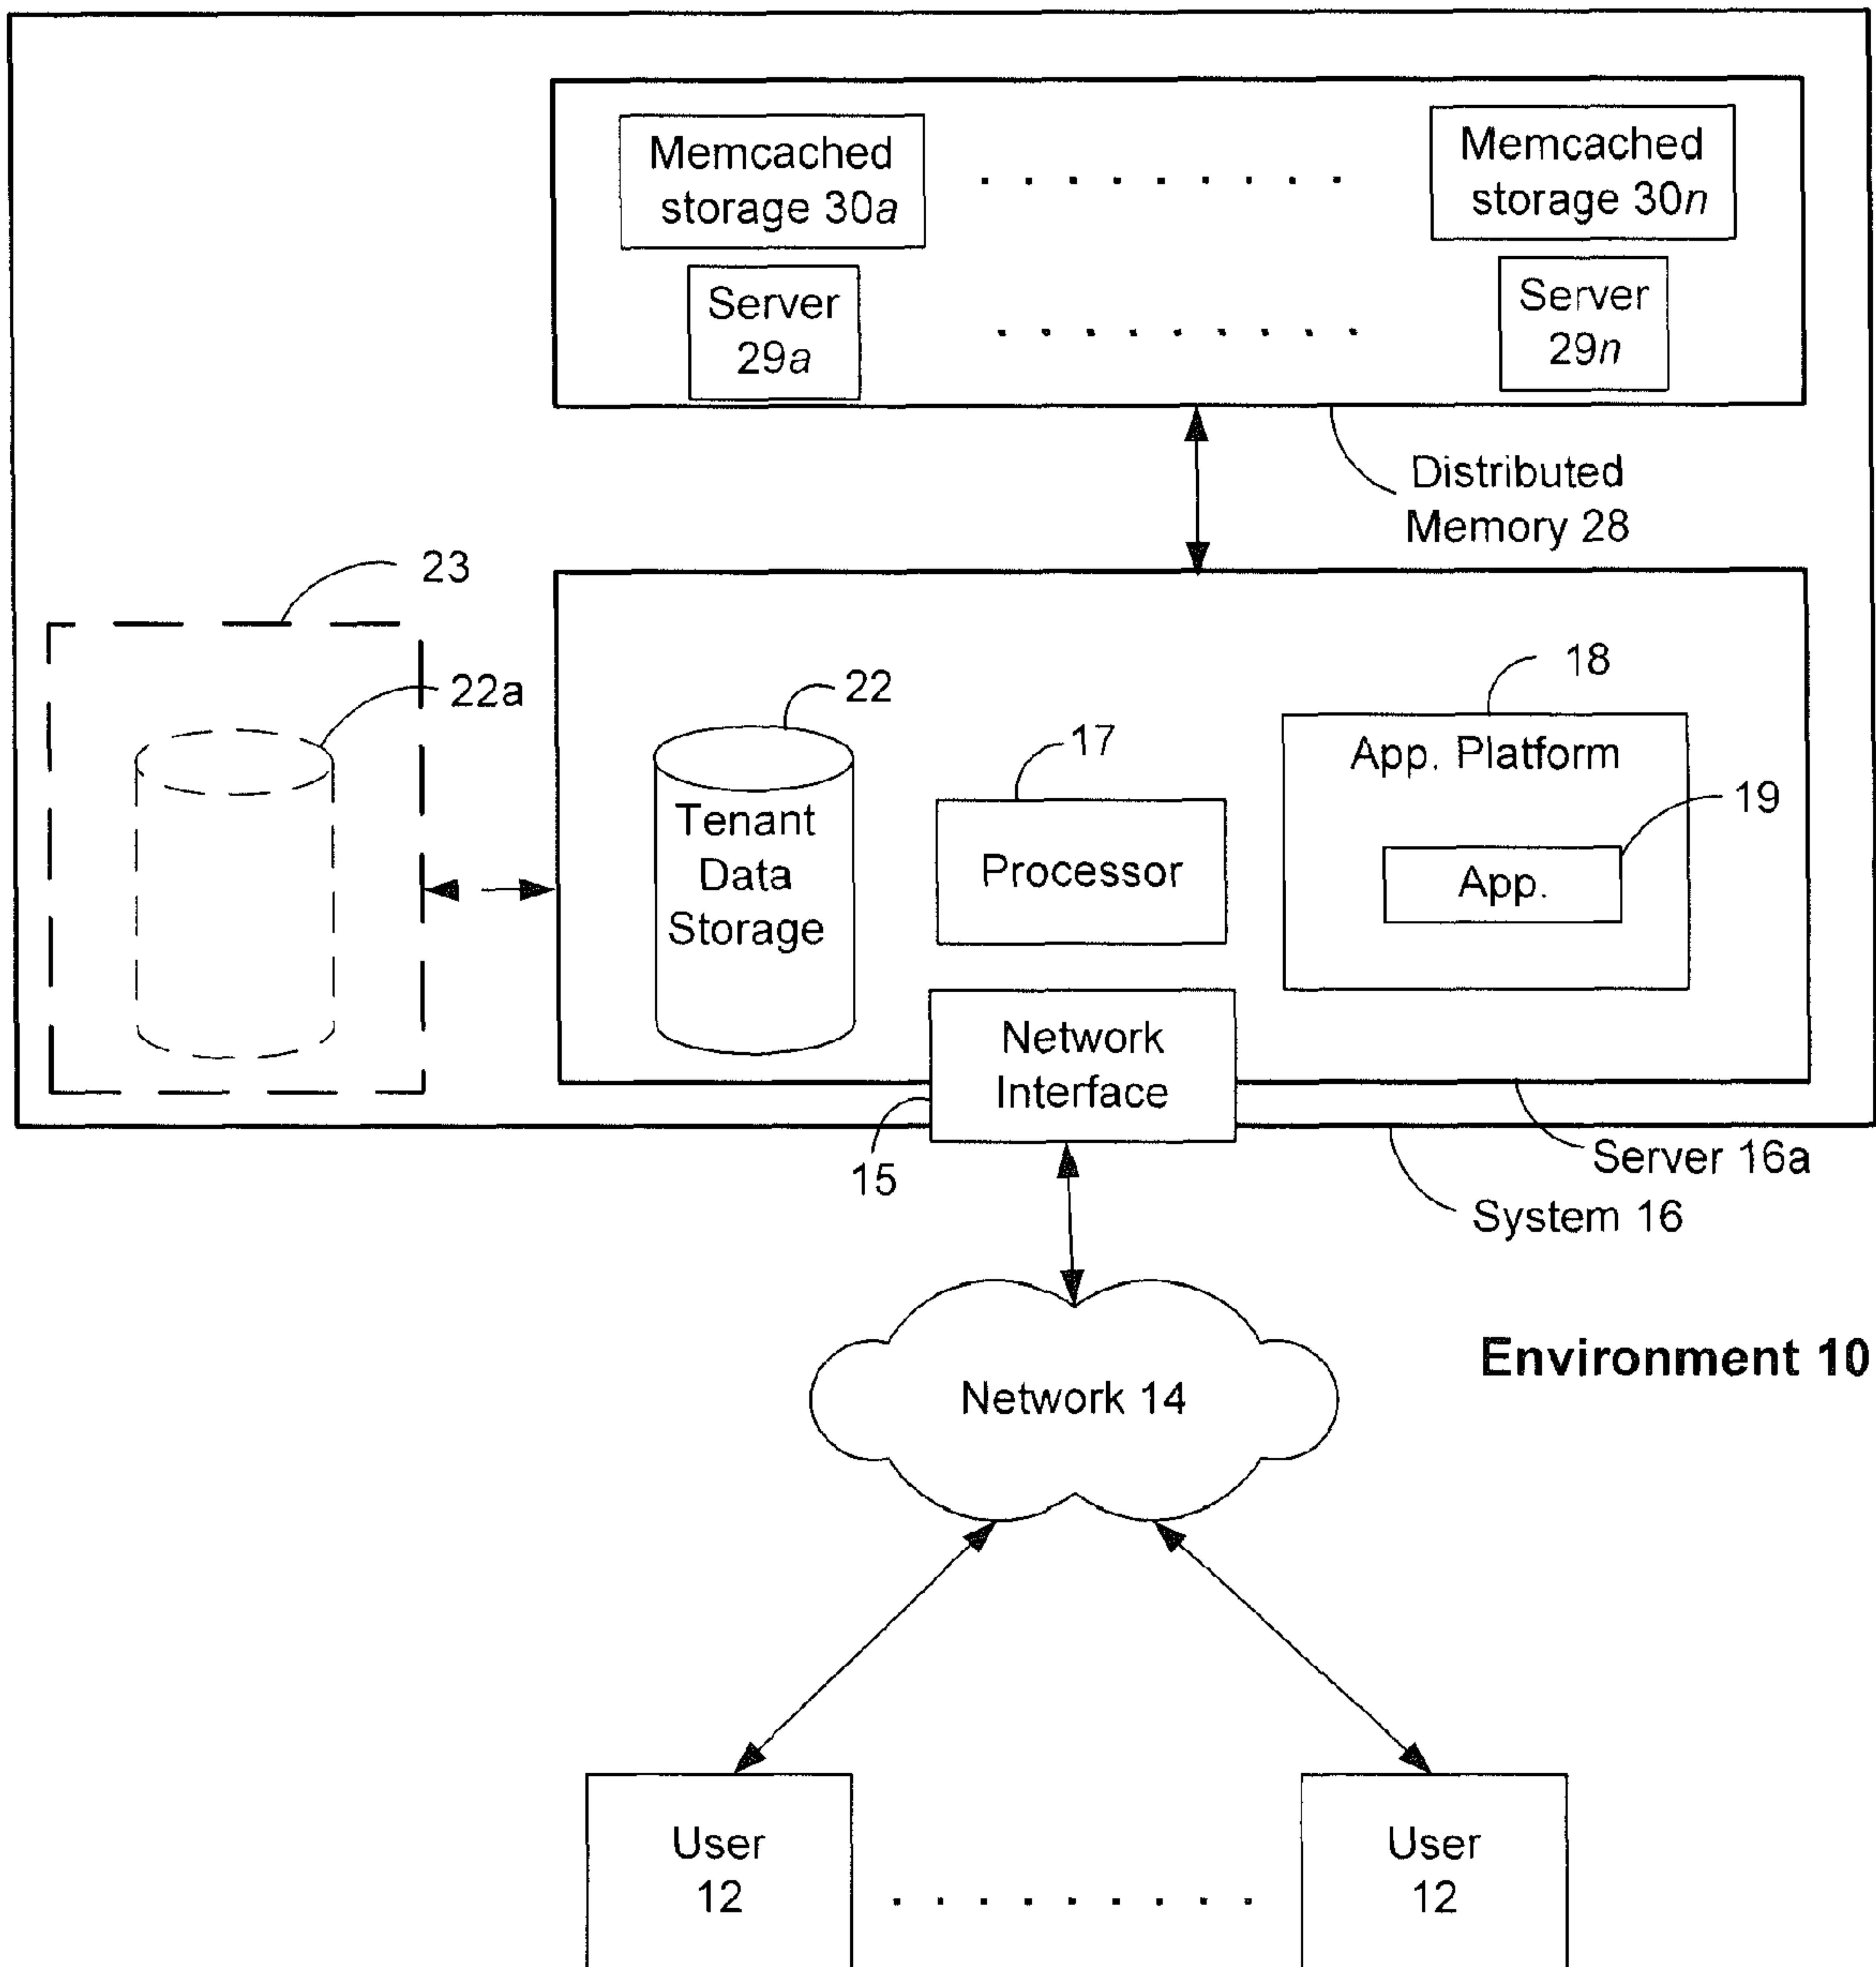 Memcached
storage 30a
Memcached
storage 30n
Server
29a
Server
29n
Distributed
Memory 28
23
22a
22
17
18
App. Platform
19
App.
Tenant
Data
Storage
Processor
Network
Interface
15
Server 16a
System 16
Environment 10
Network 14
User
12
User
12